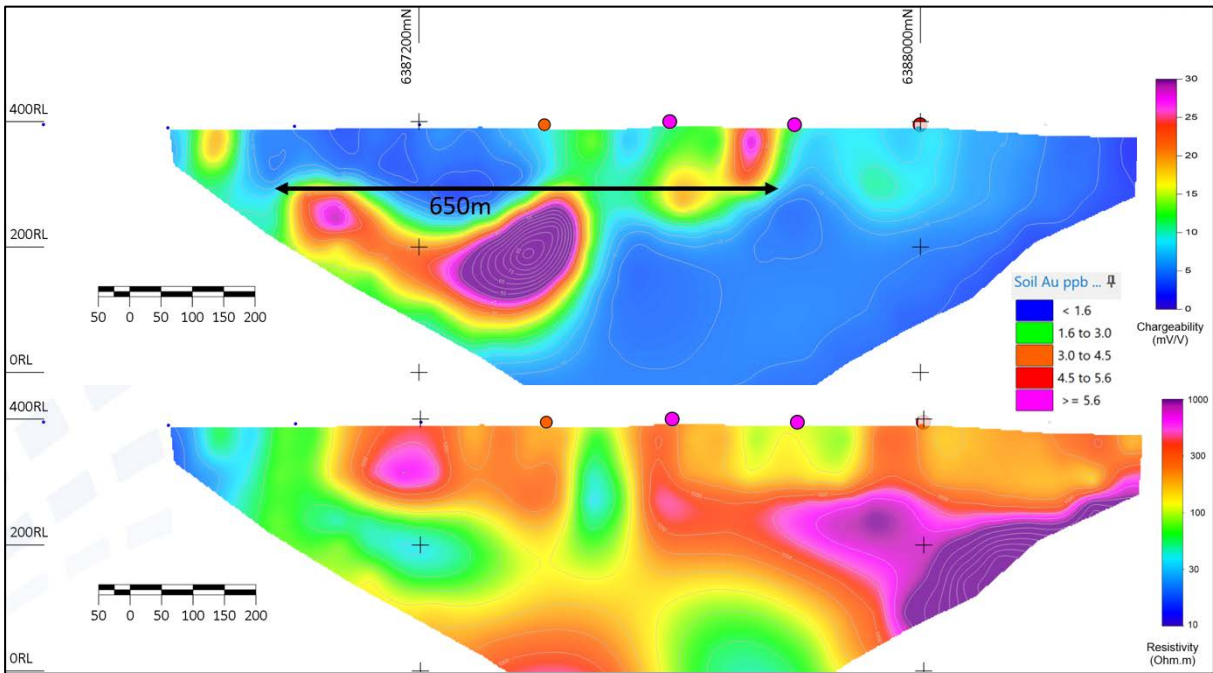 6387200mN
6388000mN
400RL
200RL
0RL
650m
50 0 50 100 150 200
30
25
20
15
10
5
0
Chargeability
(mV/V)
Soil Au ppb ...
< 1.6
1.6 to 3.0
3.0 to 4.5
4.5 to 5.6
>= 5.6
400RL
200RL
0RL
50 0 50 100 150 200
1000
300
100
30
10
Resistivity
(Ohm.m)